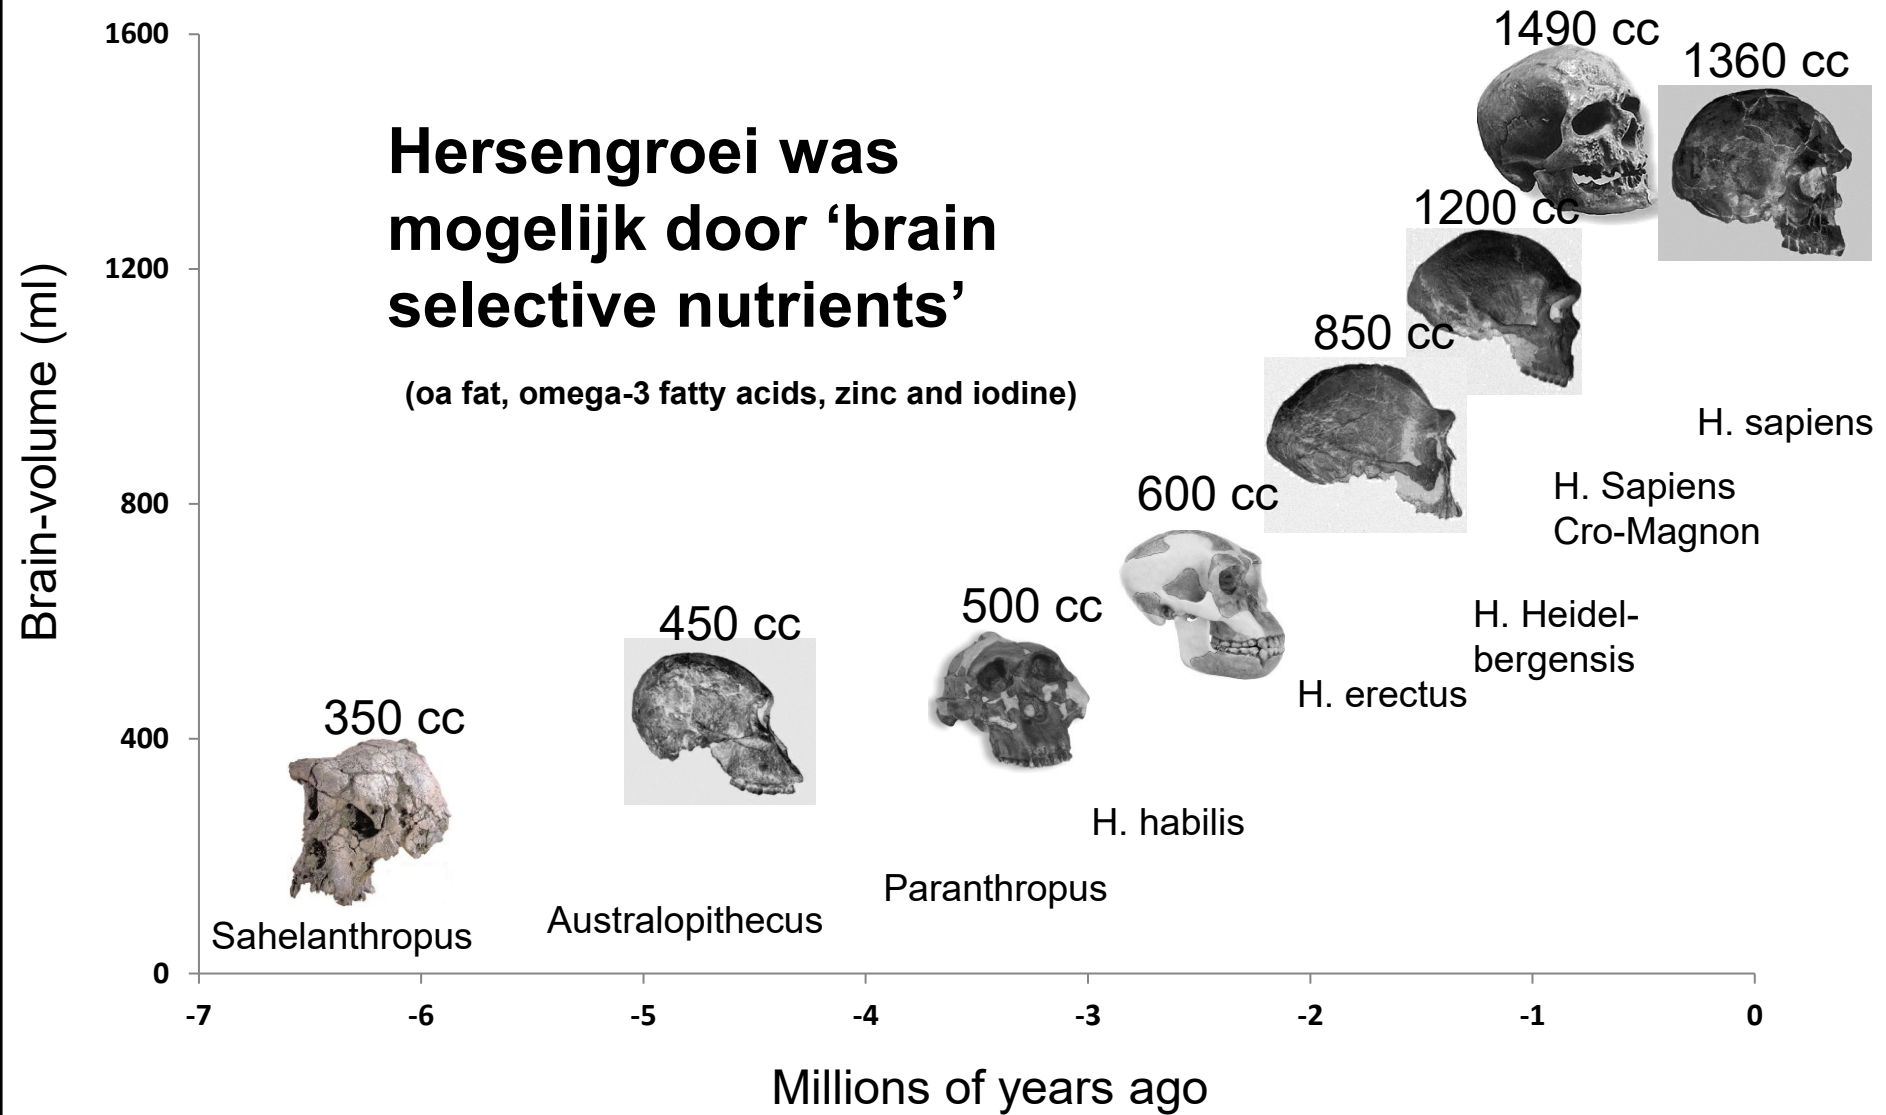 1600
1200
800
400
0
Brain-volume (ml)
Hersengroei was
mogelijk door ‘brain
selective nutrients’
(oa fat, omega-3 fatty acids, zinc and iodine)
350 cc
450 cc
500 cc
600 cc
850 cc
1200 cc
1490 cc
1360 cc
Sahelanthropus
Australopithecus
Paranthropus
H. habilis
H. erectus
H. Heidel-
bergensis
H. Sapiens
Cro-Magnon
H. sapiens
-7
-6
-5
-4
-3
-2
-1
0
Millions of years ago